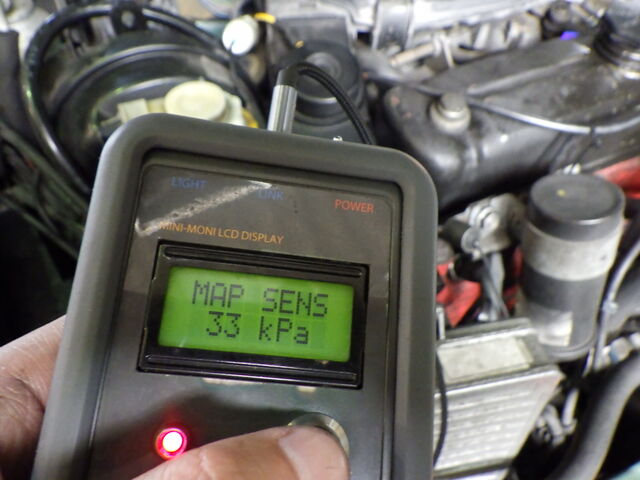 LIGHT LINK POWER
MINI-MONI LCD DISPLAY
MAP SENS
33 kPa